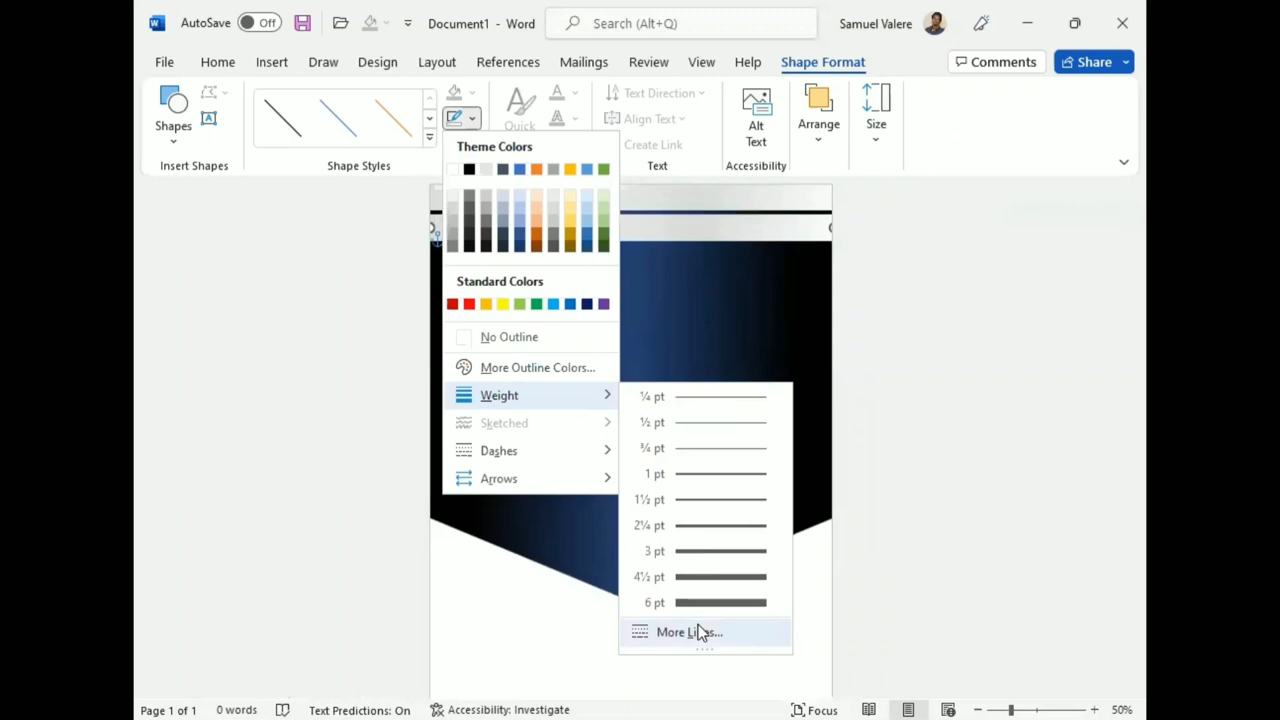 AutoSave Off Document1 - Word Search (Alt+Q) Samuel Valere
File Home Insert Draw Design Layout References Mailings Review View Help Shape Format Comments Share
Shapes
Insert Shapes
Shape Styles
Quick
Text Direction
Align Text
Create Link
Text
Alt
Text
Accessibility
Arrange
Size
Theme Colors
Standard Colors
No Outline
More Outline Colors...
Weight
Sketched
Dashes
Arrows
¼ pt
½ pt
¾ pt
1 pt
1½ pt
2¼ pt
3 pt
4½ pt
6 pt
More Lines...
Page 1 of 1 0 words Text Predictions: On Accessibility: Investigate Focus 50%